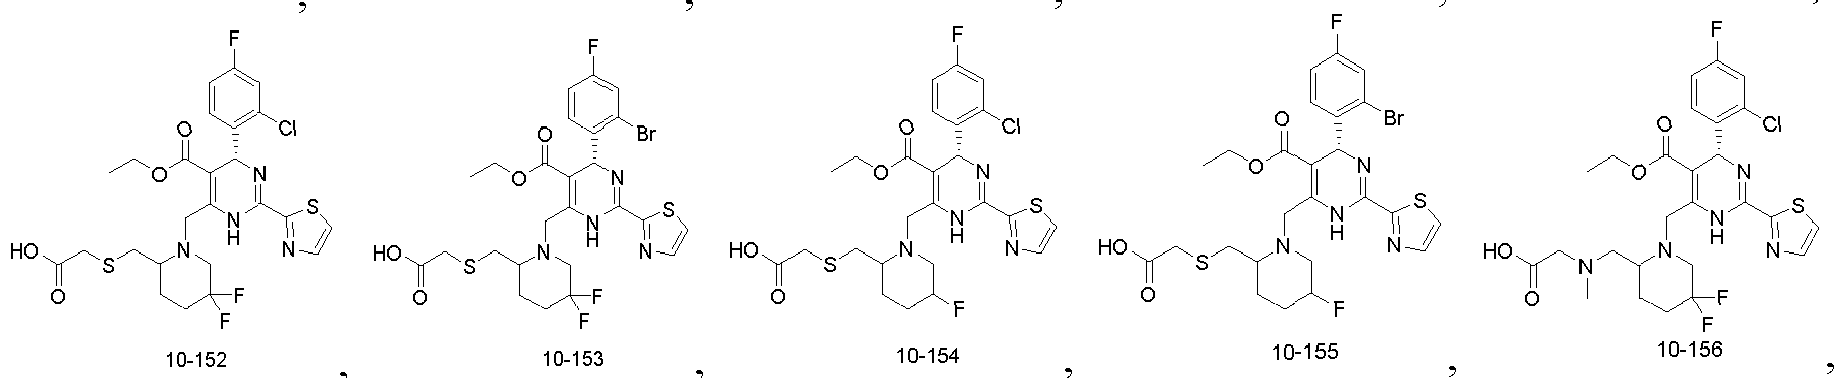 F F F F F
Cl Br Cl Br Cl
O O O O O
O O O O O
N N N N N
S S S S S
N N N N N
H H H H H
N N N N N
N N N N N
HO S HO S HO S HO S HO N
O O O O O
F F F F F F F F
10-152 , 10-153 , 10-154 , 10-155 , 10-156 ,